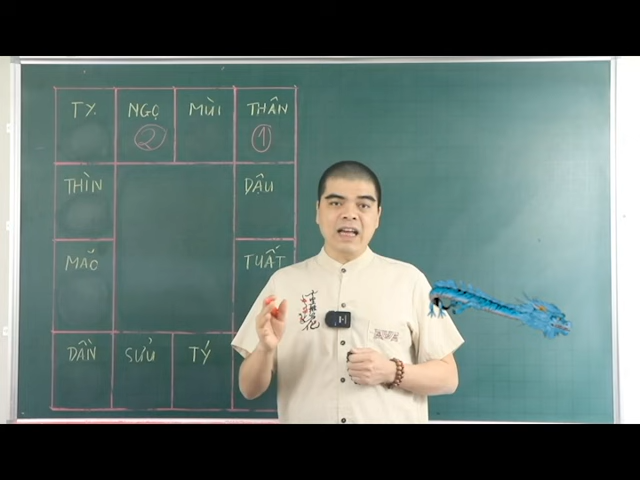 TỴ NGỌ MÙI THÂN
2 1
THÌN DẬU
MÃO TUẤT
DẦN SỬU TÝ